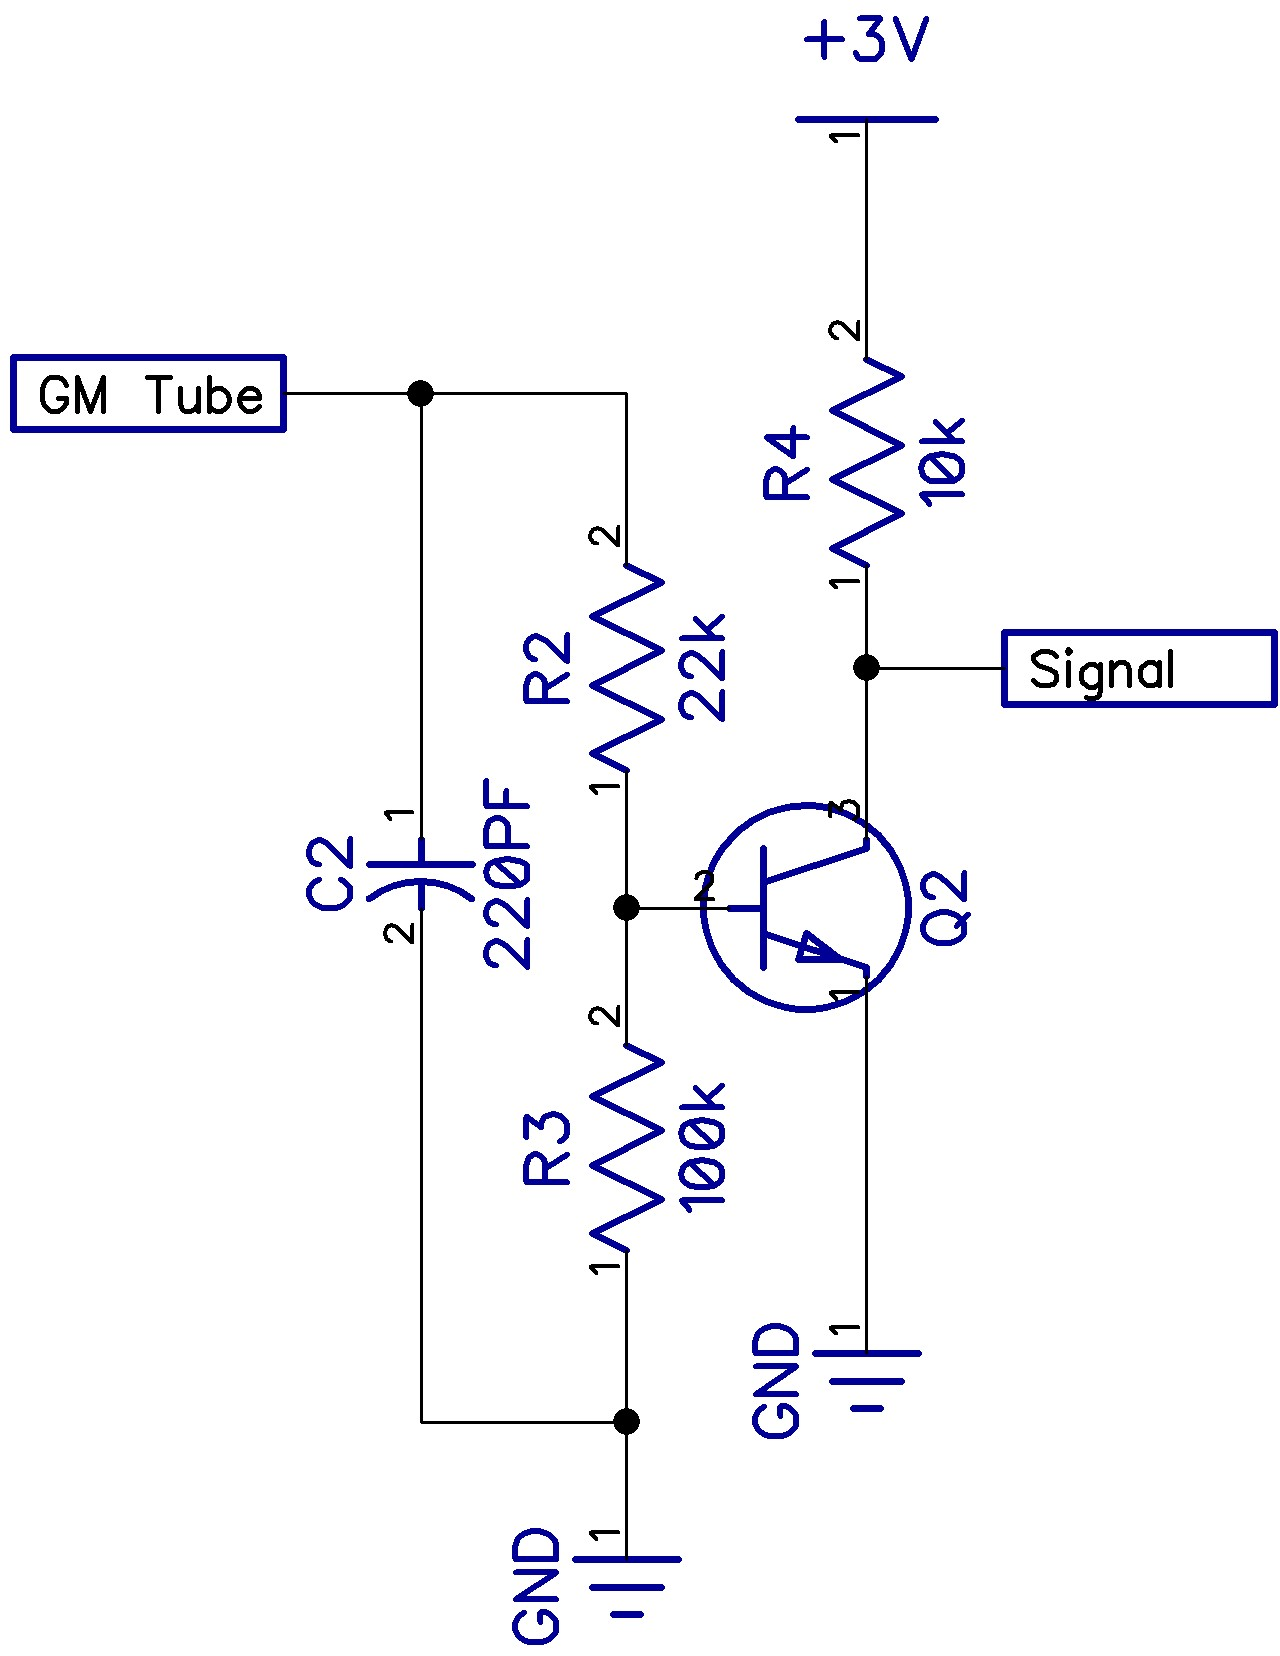 +3V
1
2
GM Tube
R4
10k
2
1
R2
22k
Signal
1
1
3
C2
220PF
2
Q2
2
1
2
R3
100k
1
1
GND
1
GND